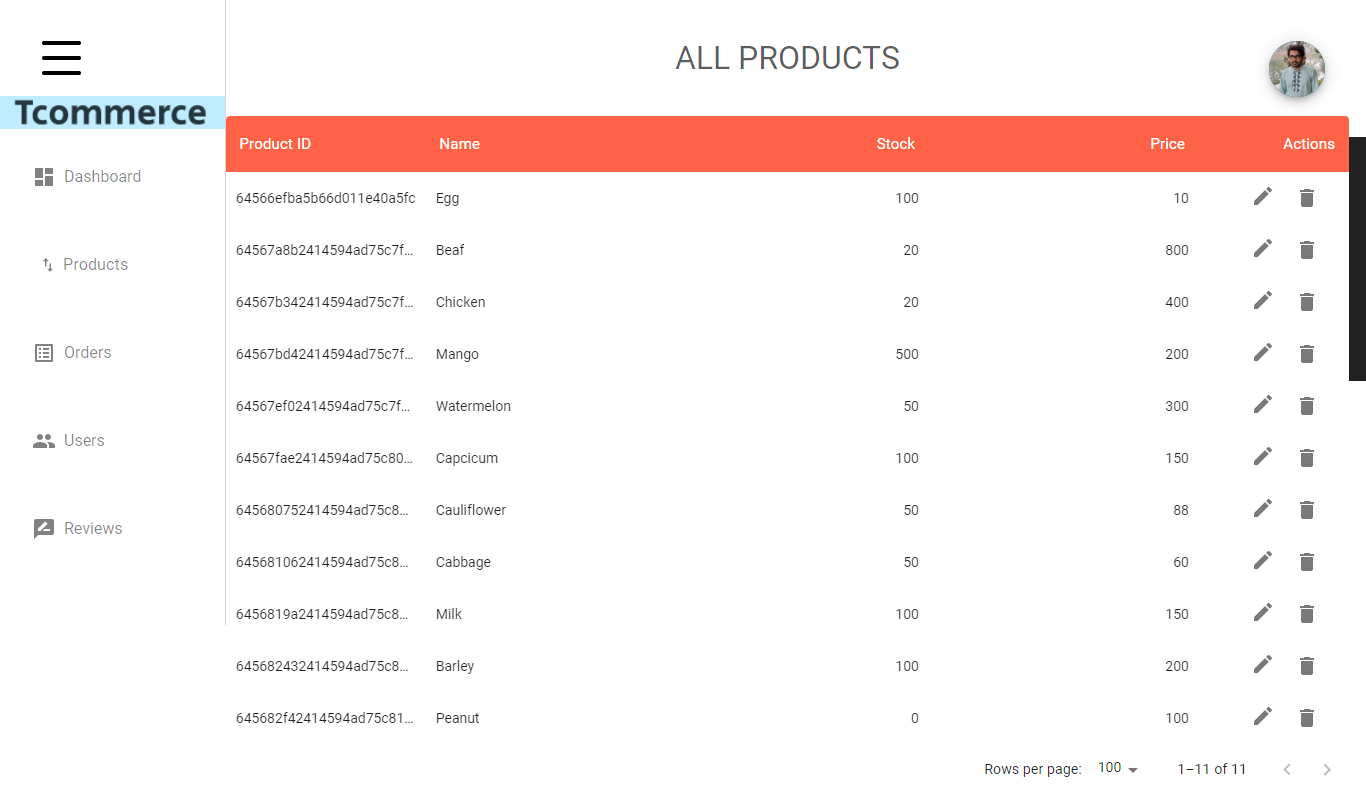 ALL PRODUCTS
Tcommerce
Dashboard
Products
Orders
Users
Reviews
Product ID Name Stock Price Actions
64566efba5b66d011e40a5fc Egg 100 10
64567a8b2414594ad75c7f... Beaf 20 800
64567b342414594ad75c7f... Chicken 20 400
64567bd42414594ad75c7f... Mango 500 200
64567ef02414594ad75c7f... Watermelon 50 300
64567fae2414594ad75c80... Capcicum 100 150
645680752414594ad75c8... Cauliflower 50 88
645681062414594ad75c8... Cabbage 50 60
6456819a2414594ad75c8... Milk 100 150
645682432414594ad75c8... Barley 100 200
645682f42414594ad75c81... Peanut 0 100
Rows per page: 100 1–11 of 11